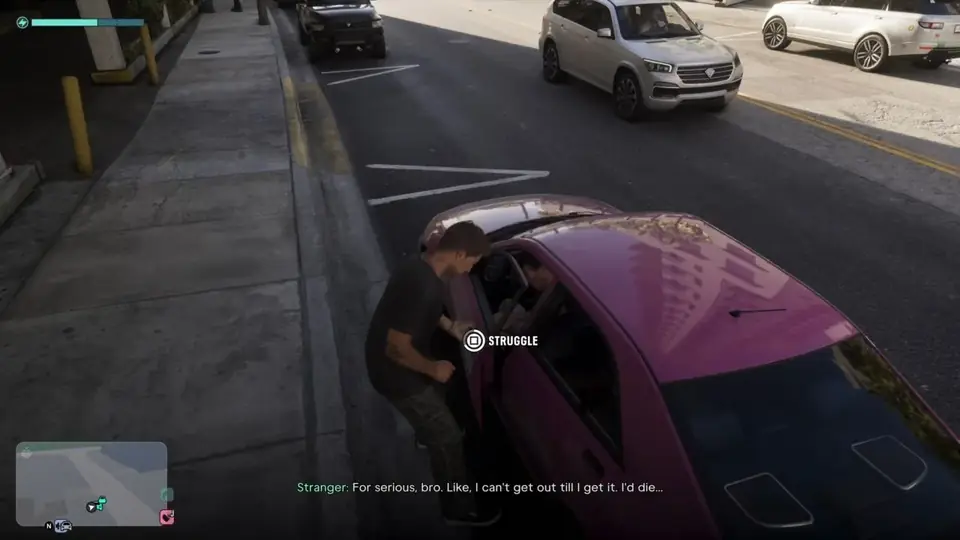 STRUGGLE
Stranger: For serious, bro. Like, I can't get out till I get it. I'd die...
N